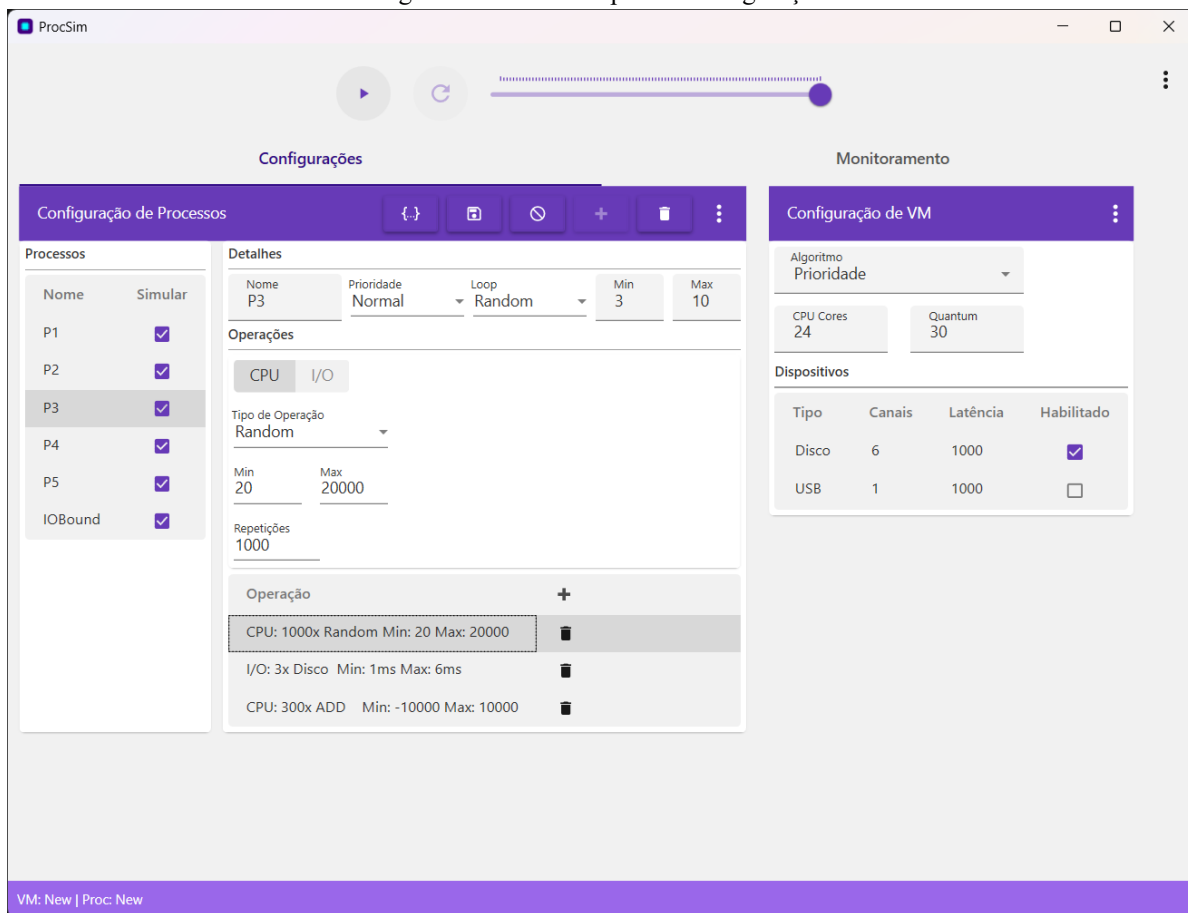 ProcSim
Configurações
Monitoramento
Configuração de Processos
{...}
Processos
Nome Simular
P1
P2
P3
P4
P5
IOBound
Detalhes
Nome Prioridade Loop Min Max
P3 Normal Random 3 10
Operações
CPU I/O
Tipo de Operação
Random
Min Max
20 20000
Repetições
1000
Operação
CPU: 1000x Random Min: 20 Max: 20000
I/O: 3x Disco Min: 1ms Max: 6ms
CPU: 300x ADD Min: -10000 Max: 10000
Configuração de VM
Algoritmo
Prioridade
CPU Cores Quantum
24 30
Dispositivos
Tipo Canais Latência Habilitado
Disco 6 1000
USB 1 1000
VM: New | Proc: New